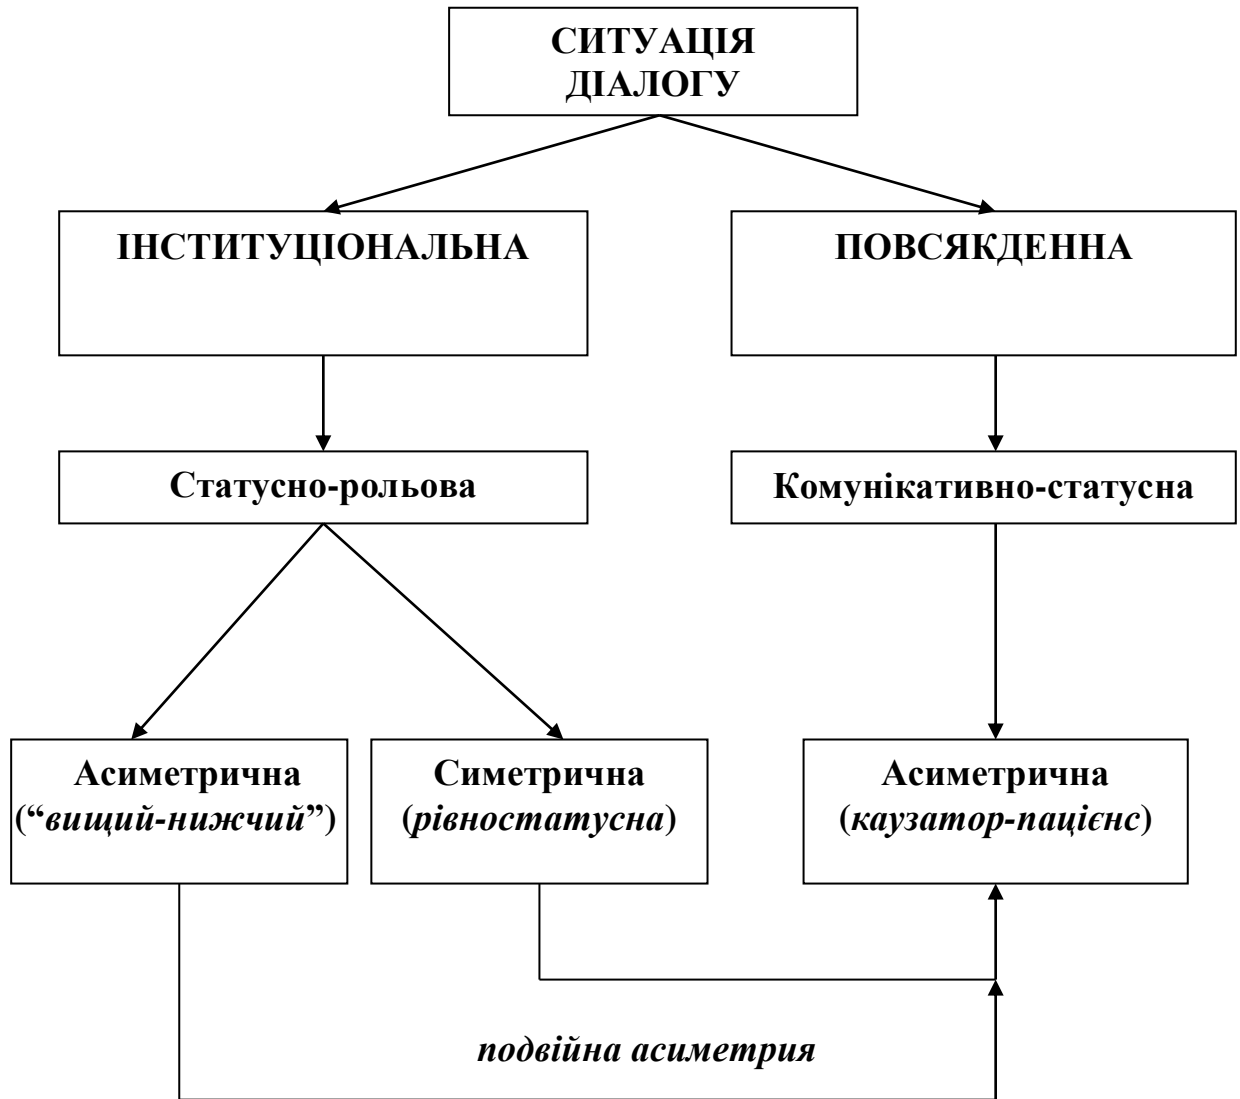 СИТУАЦІЯ
ДІАЛОГУ
ІНСТИТУЦІОНАЛЬНА
ПОВСЯКДЕННА
Статусно-рольова
Комунікативно-статусна
Асиметрична
(“вищий-нижчий”)
Симетрична
(рівностатусна)
Асиметрична
(каузатор-пацієнс)
подвійна асиметрия